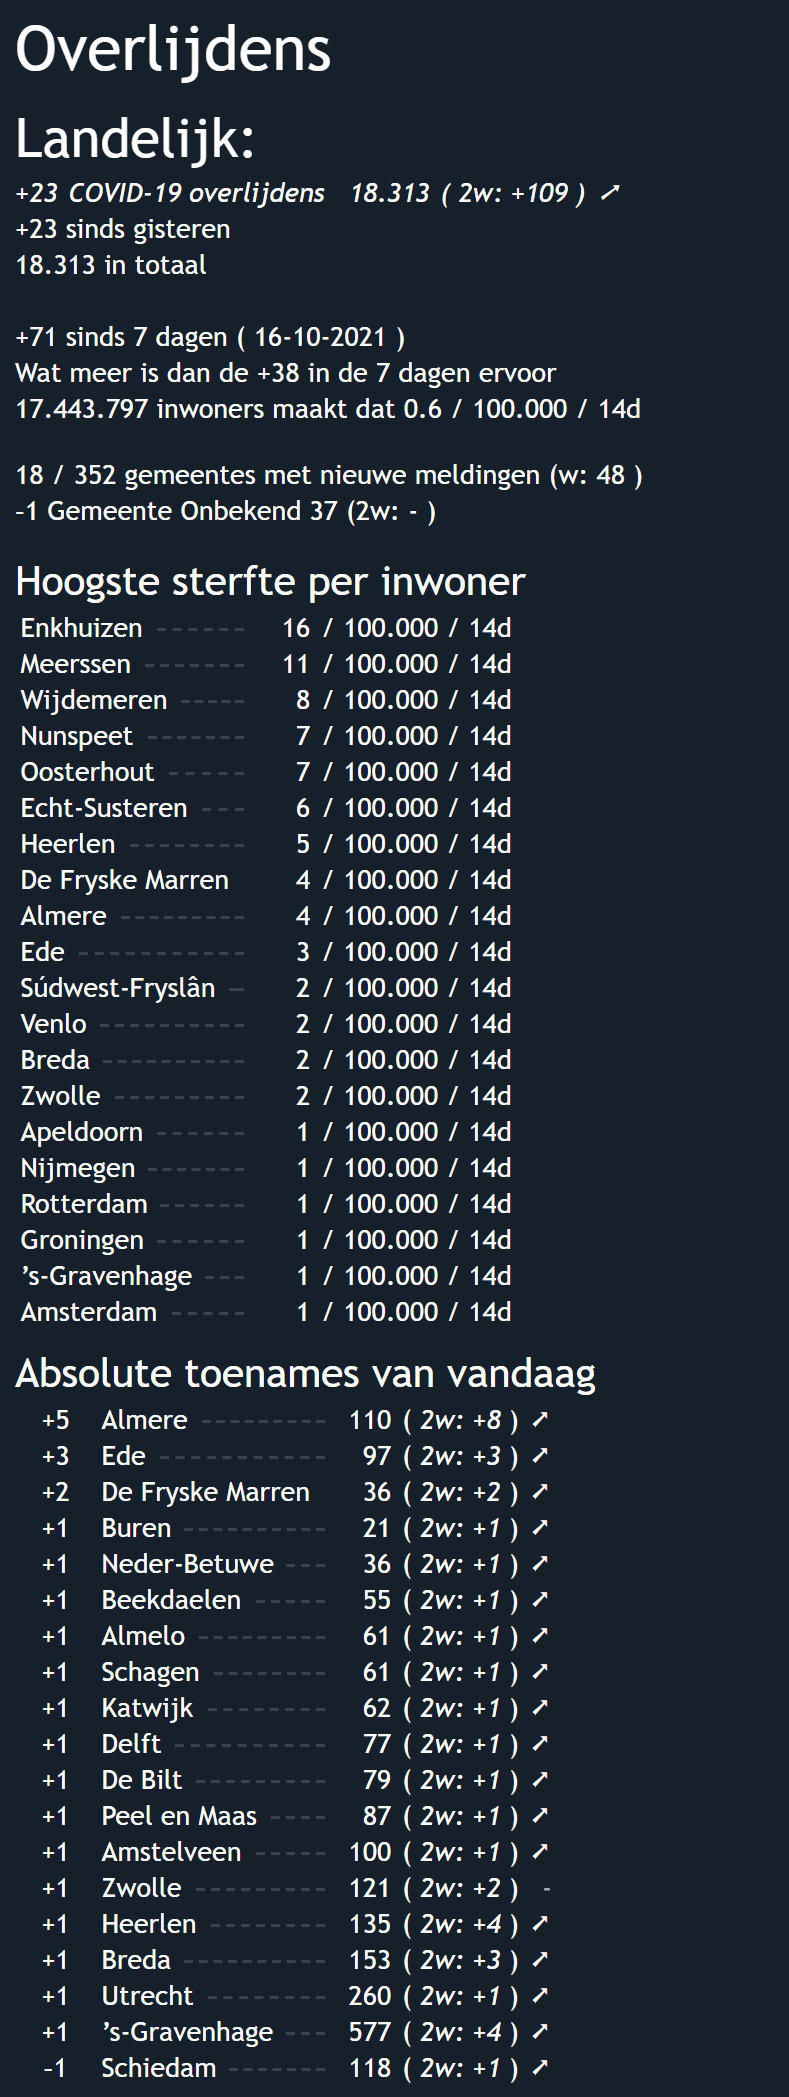 Overlijdens
Landelijk:
+23 COVID-19 overlijdens 18.313 ( 2w: +109 ) ➚
+23 sinds gisteren
18.313 in totaal
+71 sinds 7 dagen ( 16-10-2021 )
Wat meer is dan de +38 in de 7 dagen ervoor
17.443.797 inwoners maakt dat 0.6 / 100.000 / 14d
18 / 352 gemeentes met nieuwe meldingen (w: 48 )
-1 Gemeente Onbekend 37 (2w: - )
Hoogste sterfte per inwoner
Enkhuizen ------ 16 / 100.000 / 14d
Meerssen ------- 11 / 100.000 / 14d
Wijdemeren ----- 8 / 100.000 / 14d
Nunspeet ------- 7 / 100.000 / 14d
Oosterhout ----- 7 / 100.000 / 14d
Echt-Susteren --- 6 / 100.000 / 14d
Heerlen -------- 5 / 100.000 / 14d
De Fryske Marren 4 / 100.000 / 14d
Almere --------- 4 / 100.000 / 14d
Ede ------------ 3 / 100.000 / 14d
Súdwest-Fryslân - 2 / 100.000 / 14d
Venlo ---------- 2 / 100.000 / 14d
Breda ---------- 2 / 100.000 / 14d
Zwolle --------- 2 / 100.000 / 14d
Apeldoorn ------ 1 / 100.000 / 14d
Nijmegen ------- 1 / 100.000 / 14d
Rotterdam ------ 1 / 100.000 / 14d
Groningen ------ 1 / 100.000 / 14d
’s-Gravenhage --- 1 / 100.000 / 14d
Amsterdam ----- 1 / 100.000 / 14d
Absolute toenames van vandaag
+5 Almere --------- 110 ( 2w: +8 ) ➚
+3 Ede ------------ 97 ( 2w: +3 ) ➚
+2 De Fryske Marren 36 ( 2w: +2 ) ➚
+1 Buren ---------- 21 ( 2w: +1 ) ➚
+1 Neder-Betuwe --- 36 ( 2w: +1 ) ➚
+1 Beekdaelen ----- 55 ( 2w: +1 ) ➚
+1 Almelo --------- 61 ( 2w: +1 ) ➚
+1 Schagen -------- 61 ( 2w: +1 ) ➚
+1 Katwijk -------- 62 ( 2w: +1 ) ➚
+1 Delft ---------- 77 ( 2w: +1 ) ➚
+1 De Bilt --------- 79 ( 2w: +1 ) ➚
+1 Peel en Maas ---- 87 ( 2w: +1 ) ➚
+1 Amstelveen ----- 100 ( 2w: +1 ) ➚
+1 Zwolle --------- 121 ( 2w: +2 ) -
+1 Heerlen -------- 135 ( 2w: +4 ) ➚
+1 Breda ---------- 153 ( 2w: +3 ) ➚
+1 Utrecht -------- 260 ( 2w: +1 ) ➚
+1 ’s-Gravenhage --- 577 ( 2w: +4 ) ➚
-1 Schiedam ------- 118 ( 2w: +1 ) ➚